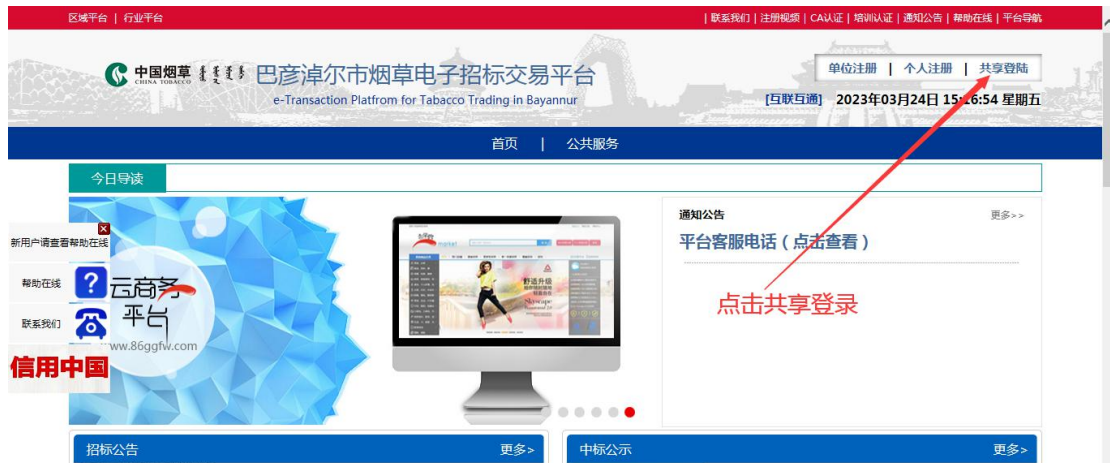 区域平台 | 行业平台
| 联系我们 | 注册视频 | CA认证 | 培训认证 | 通知公告 | 帮助在线 | 平台导航
中国烟草
CHINA TOBACCO
巴彦淖尔市烟草电子招标交易平台
e-Transaction Platfrom for Tabacco Trading in Bayannur
单位注册 | 个人注册 | 共享登陆
[互联互通] 2023年03月24日 15:16:54 星期五
首页 | 公共服务
今日导读
新用户请查看帮助在线
帮助在线
联系我们
信用中国
云商务
平台
ww.86ggfw.com
market
舒适升级
Skyscape
通知公告
更多>>
平台客服电话(点击查看)
点击共享登录
招标公告
更多>
中标公示
更多>